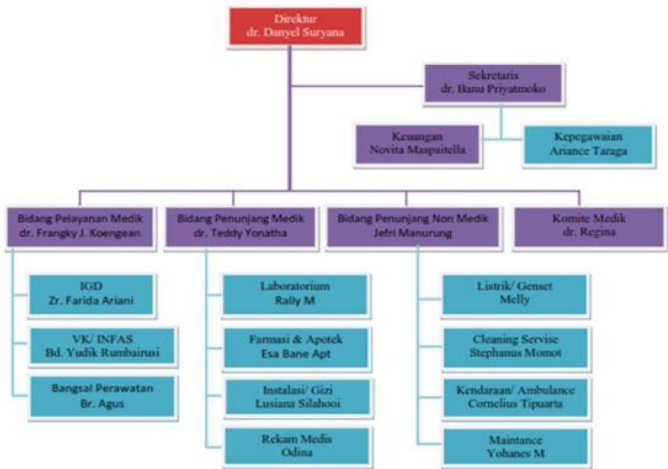 Direktur
dr. Danyel Suryana
Sekretaris
dr. Banu Priyatmoko
Keuangan
Novita Maspaitella
Kepegawaian
Ariance Taraga
Bidang Pelayanan Medik
dr. Frangky J. Koengean
Bidang Penunjang Medik
dr. Teddy Yonatha
Bidang Penunjang Non Medik
Jefri Manurung
Komite Medik
dr. Regina
IGD
Zr. Farida Ariani
VK/ INFAS
Bd. Yudik Rumbairusi
Bangsal Perawatan
Br. Agus
Laboratorium
Rally M
Farmasi & Apotek
Esa Bane Apt
Instalasi/ Gizi
Lusiana Silahooi
Rekam Medis
Odina
Listrik/ Genset
Melly
Cleaning Servise
Stephanus Momot
Kendaraan/ Ambulance
Cornelius Tipuarta
Maintance
Yohanes M